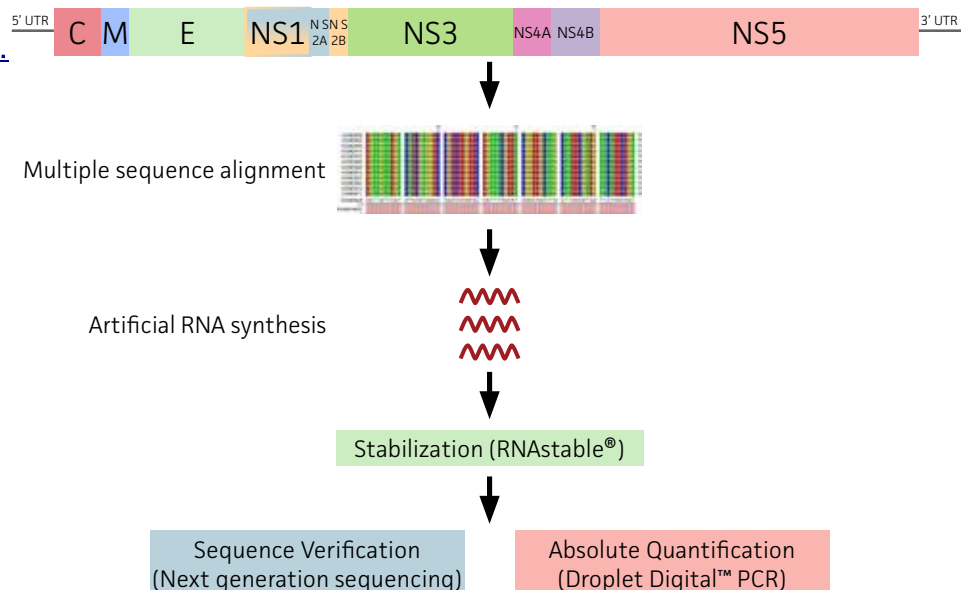 5' UTR C M E NS1 N S 2A N S 2B NS3 NS4A NS4B NS5 3' UTR
Multiple sequence alignment
Artificial RNA synthesis
Stabilization (RNAstable®)
Sequence Verification
(Next generation sequencing)
Absolute Quantification
(Droplet Digital™ PCR)